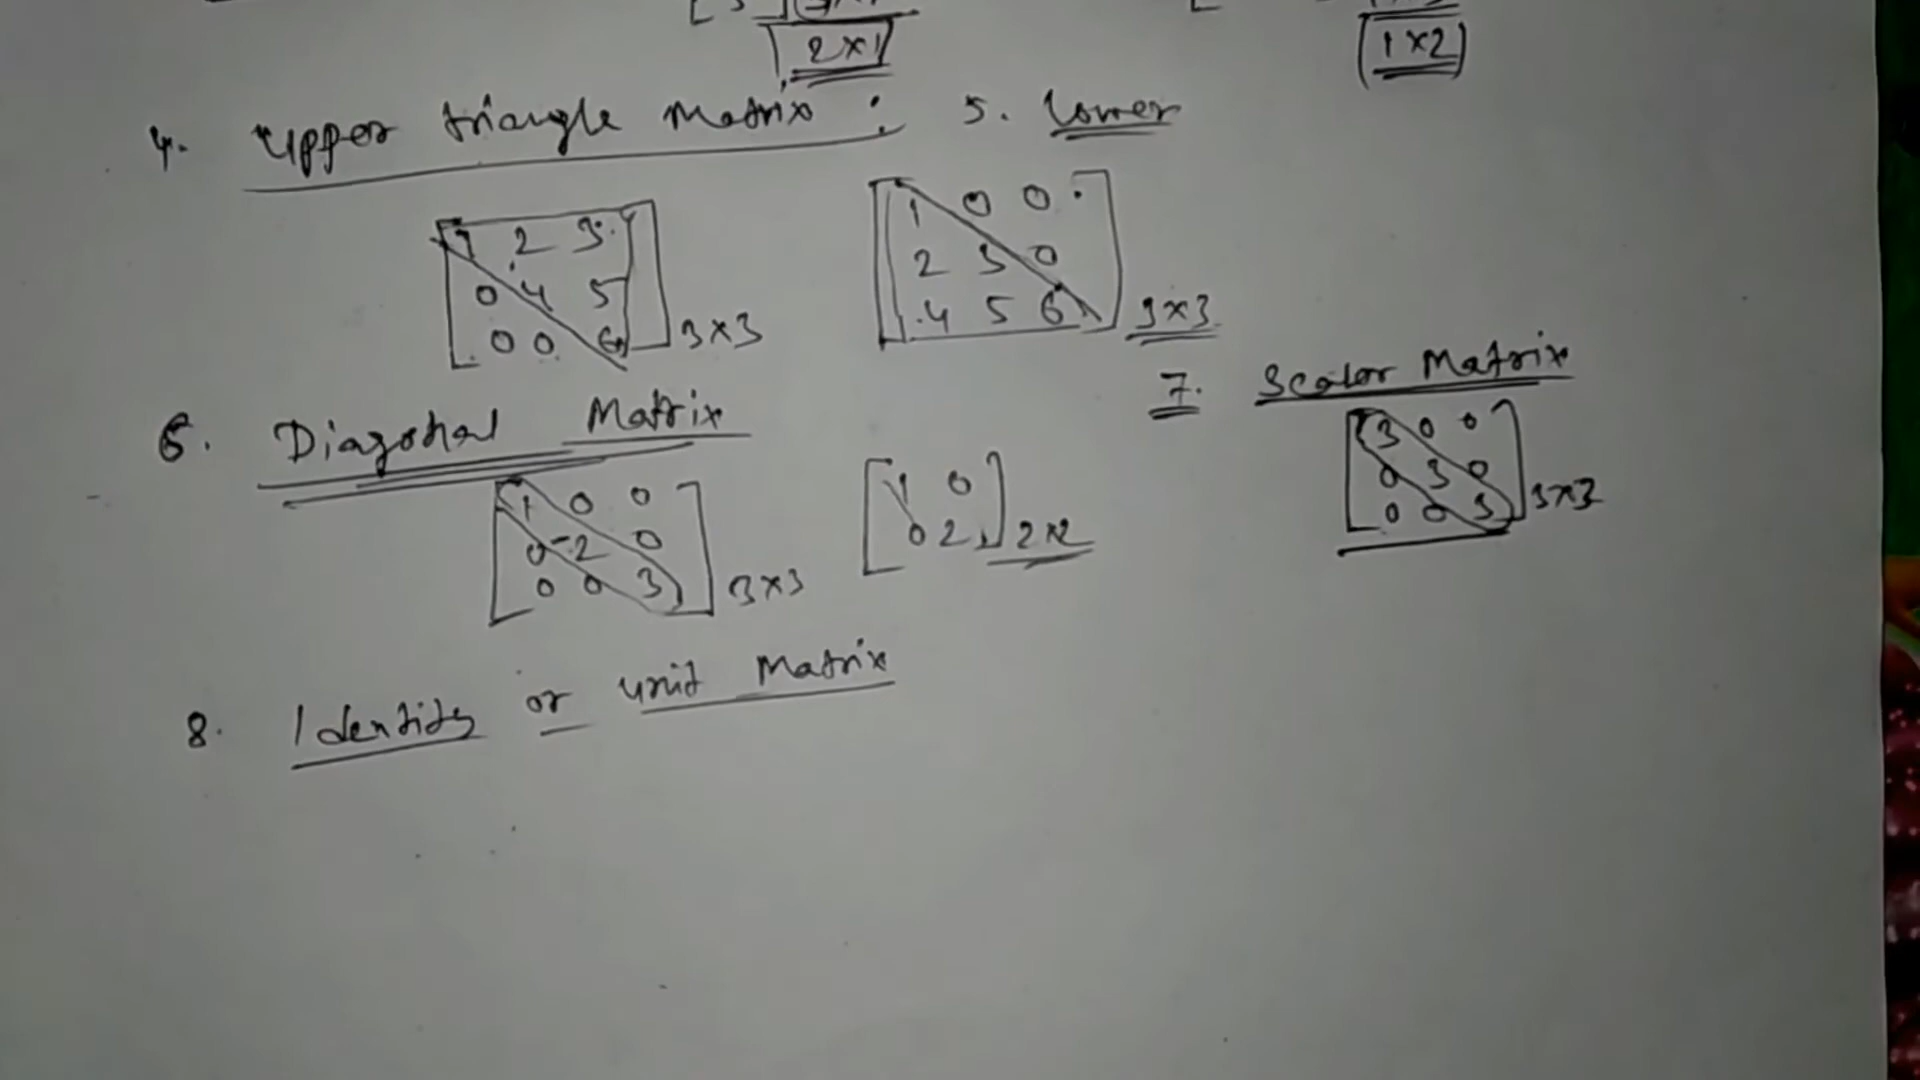 2×1 1×2
4. Upper triangle Matrix : 5. Lower
1 2 3 1 0 0
0 4 5 2 3 0
0 0 6 3×3 4 5 6 3×3
6. Diagonal Matrix 7. Scalar Matrix
1 0 0 1 0 3 0 0
0 2 0 0 2 2×2 0 3 0
0 0 3 3×3 0 0 3 3×3
8. Identity or unit Matrix